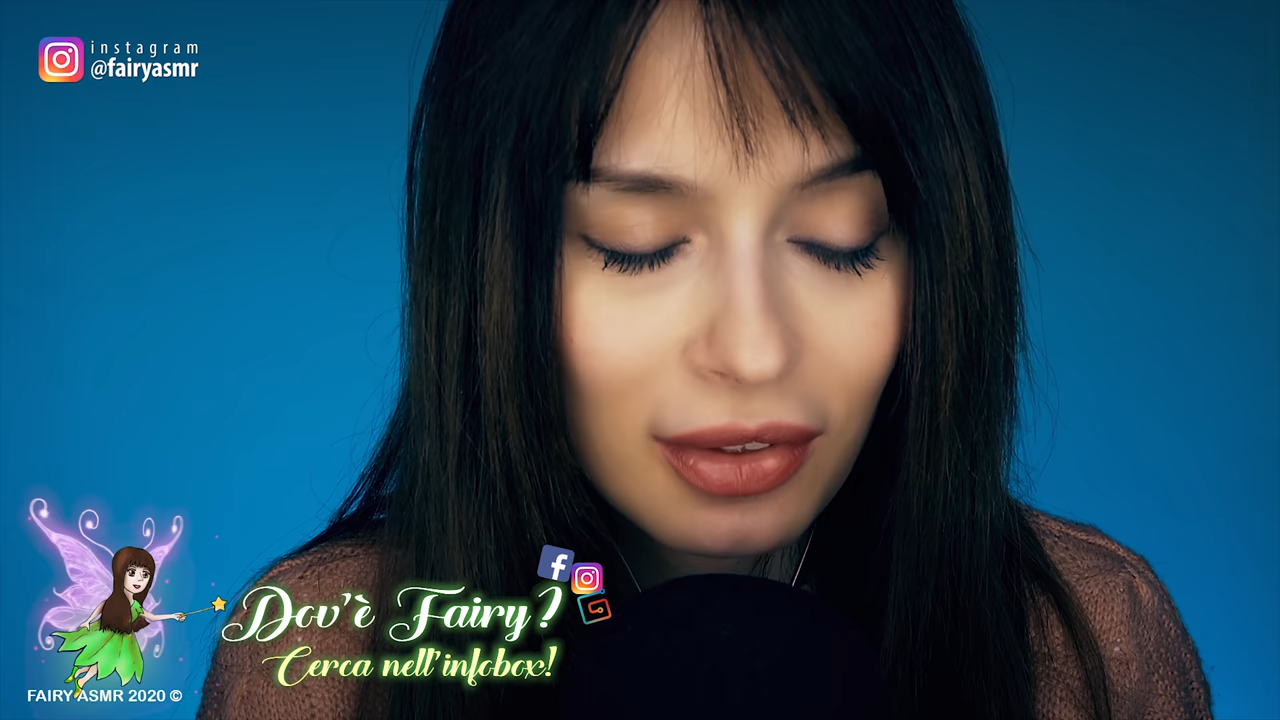 instagram
@fairyasmr
Dov'è Fairy?
Cerca nell'infobox!
FAIRY ASMR 2020 ©